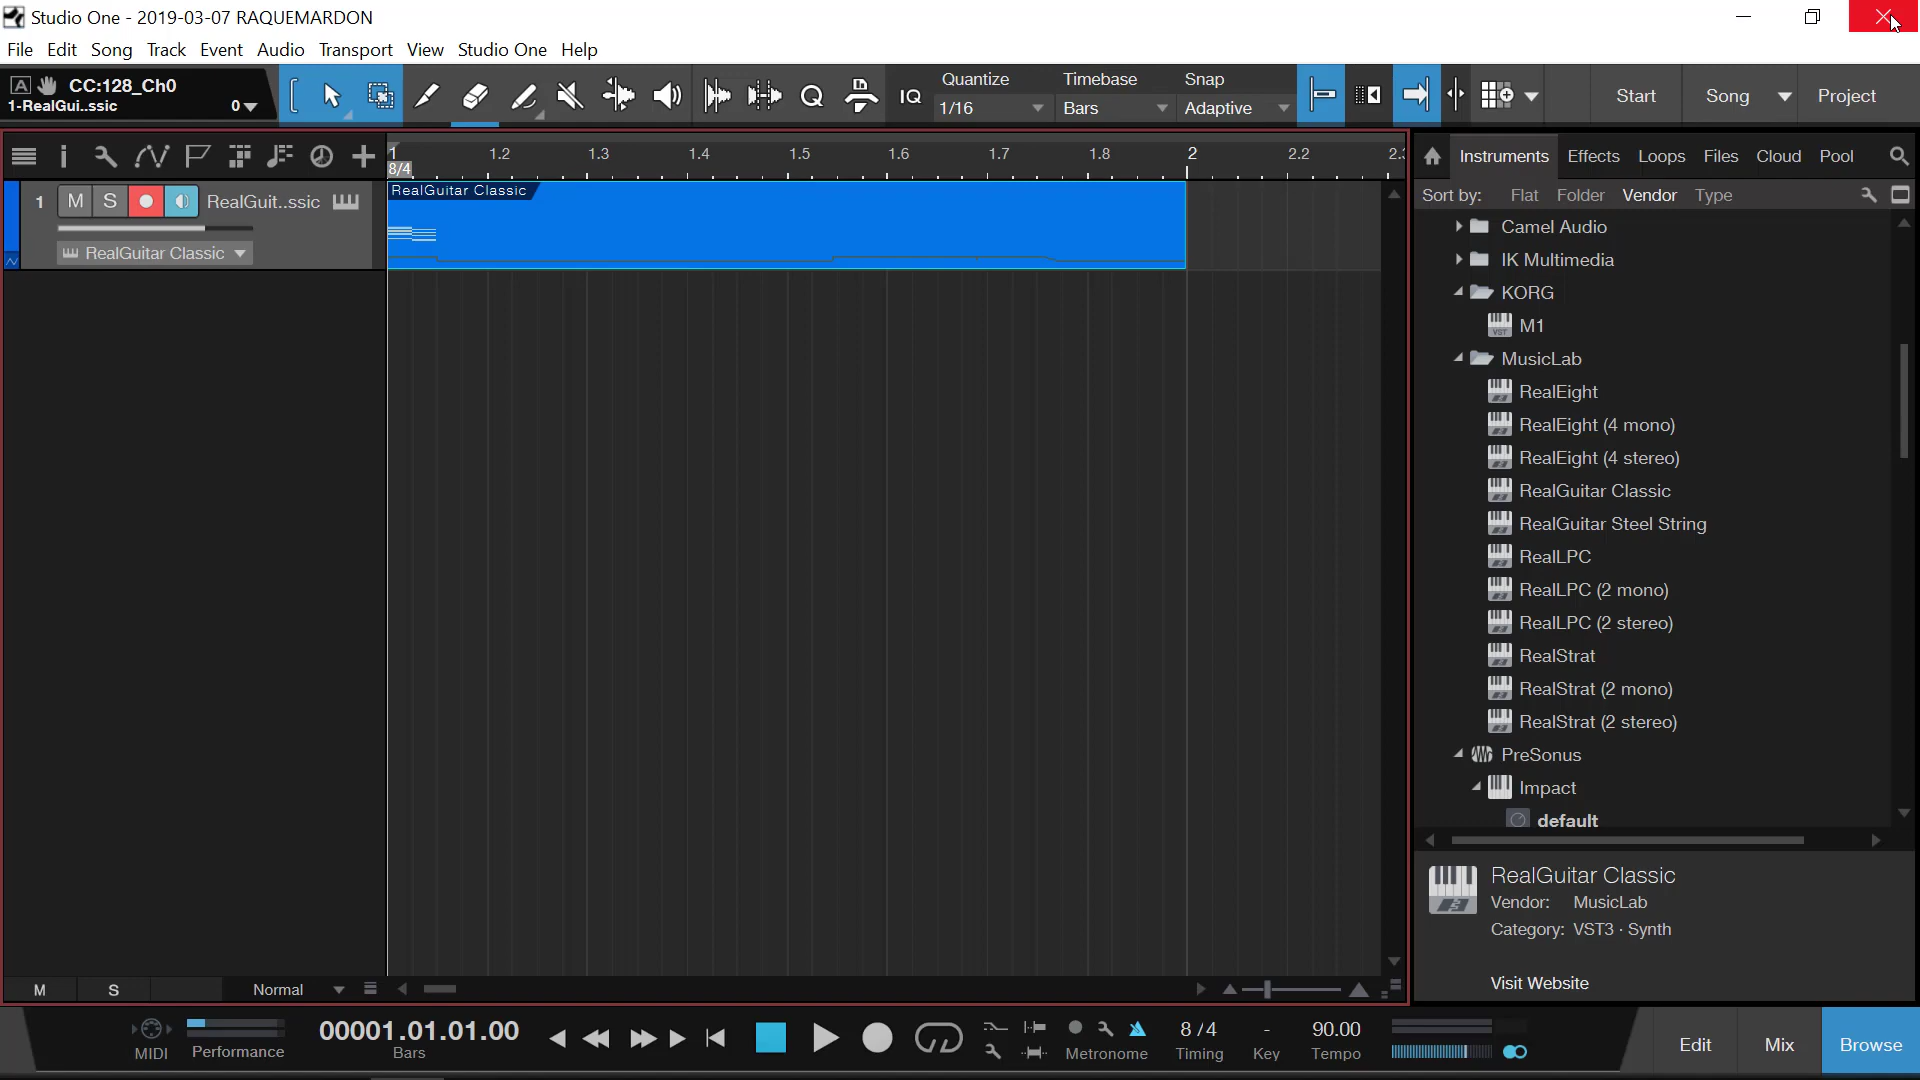 Studio One - 2019-03-07 RAQUEMARDON
File Edit Song Track Event Audio Transport View Studio One Help
A CC:128_Ch0
1-RealGui..ssic 0
IQ
Quantize
1/16
Timebase
Bars
Snap
Adaptive
Start Song Project
1 1.2 1.3 1.4 1.5 1.6 1.7 1.8 2 2.2 2.3
8/4
Instruments Effects Loops Files Cloud Pool
Sort by: Flat Folder Vendor Type
1 M S RealGuit..ssic
RealGuitar Classic
RealGuitar Classic
Camel Audio
IK Multimedia
KORG
VST M1
MusicLab
RealEight
RealEight (4 mono)
RealEight (4 stereo)
RealGuitar Classic
RealGuitar Steel String
RealLPC
RealLPC (2 mono)
RealLPC (2 stereo)
RealStrat
RealStrat (2 mono)
RealStrat (2 stereo)
PreSonus
Impact
default
RealGuitar Classic
Vendor: MusicLab
Category: VST3 · Synth
Visit Website
M S Normal
MIDI
Performance
00001.01.01.00
Bars
Metronome
8 / 4
Timing
-
Key
90.00
Tempo
Edit Mix Browse